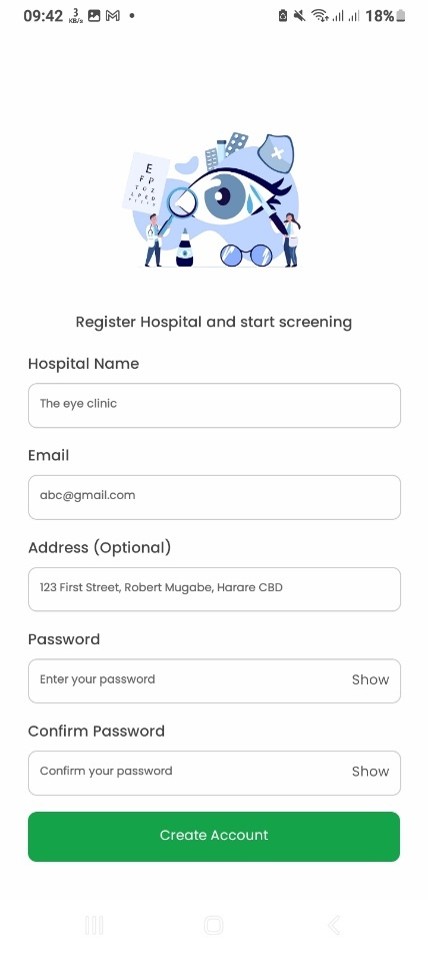 09:42 3 KB/s 18%
E
F P
T O Z
L P E D
Register Hospital and start screening
Hospital Name
The eye clinic
Email
abc@gmail.com
Address (Optional)
123 First Street, Robert Mugabe, Harare CBD
Password
Enter your password Show
Confirm Password
Confirm your password Show
Create Account